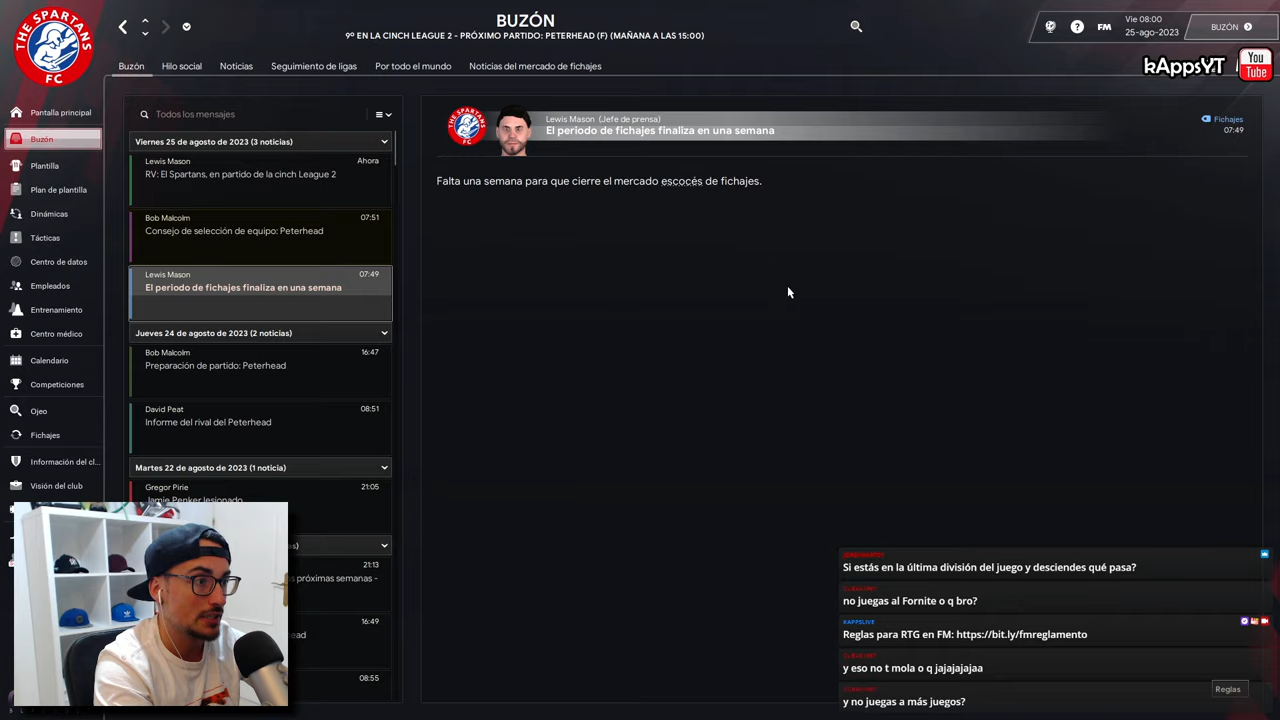 THE SPARTANS
FC
BUZÓN
9º EN LA CINCH LEAGUE 2 - PRÓXIMO PARTIDO: PETERHEAD (F) (MAÑANA A LAS 15:00)
FM
Vie 08:00
25-ago-2023
BUZÓN
Buzón
Hilo social
Noticias
Seguimiento de ligas
Por todo el mundo
Noticias del mercado de fichajes
kAppsYT
You
Tube
Pantalla principal
Buzón
Plantilla
Plan de plantilla
Dinámicas
Tácticas
Centro de datos
Empleados
Entrenamiento
Centro médico
Calendario
Competiciones
Ojeo
Fichajes
Información del cl...
Visión del club
Todos los mensajes
Viernes 25 de agosto de 2023 (3 noticias)
Lewis Mason
Ahora
RV: El Spartans, en partido de la cinch League 2
Bob Malcolm
07:51
Consejo de selección de equipo: Peterhead
Lewis Mason
07:49
El periodo de fichajes finaliza en una semana
Jueves 24 de agosto de 2023 (2 noticias)
Bob Malcolm
16:47
Preparación de partido: Peterhead
David Peat
08:51
Informe del rival del Peterhead
Martes 22 de agosto de 2023 (1 noticia)
Gregor Pirie
21:05
Jamie Penker lesionado
21:13
s próximas semanas -
16:49
ead
08:55
Lewis Mason (Jefe de prensa)
El periodo de fichajes finaliza en una semana
Fichajes
07:49
Falta una semana para que cierre el mercado escocés de fichajes.
Si estás en la última división del juego y desciendes qué pasa?
no juegas al Fornite o q bro?
KAPPSLIVE
Reglas para RTG en FM: https://bit.ly/fmreglamento
y eso no t mola o q jajajajajaa
y no juegas a más juegos?
Reglas